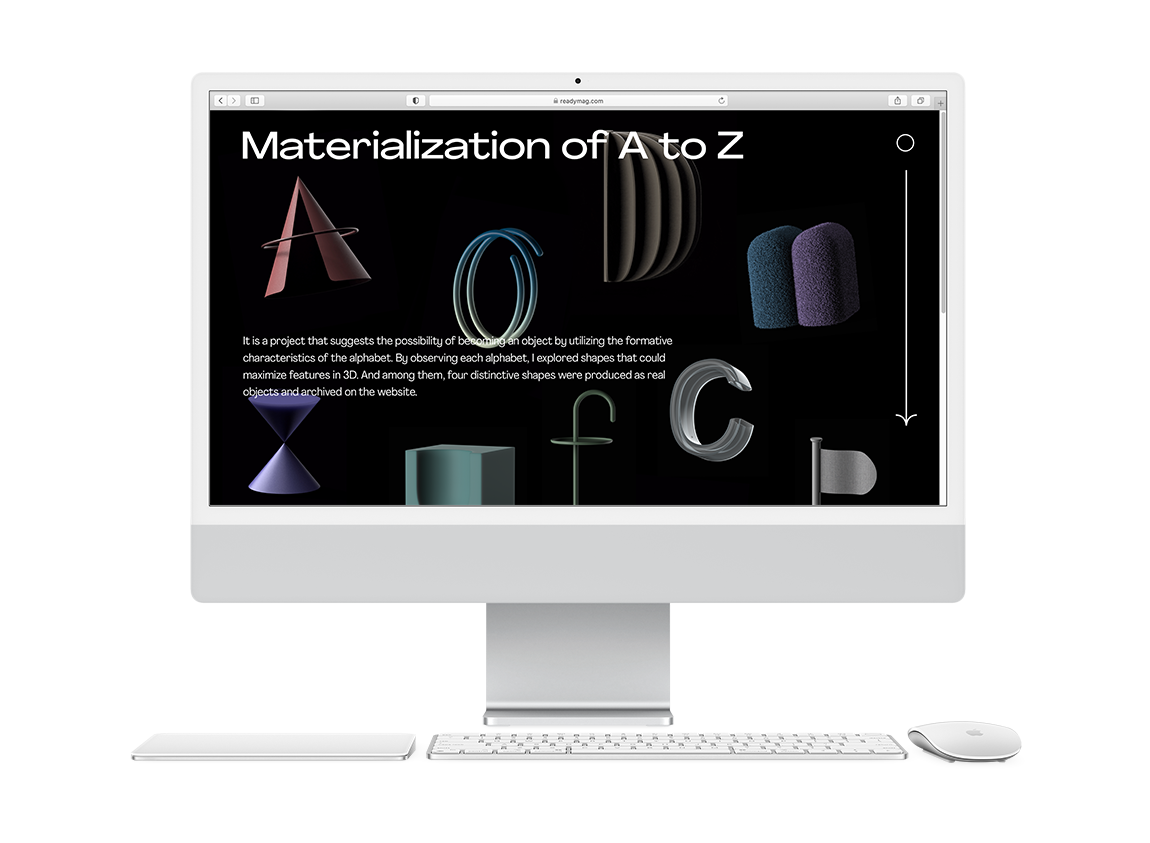 readymag.com
Materialization of A to Z
It is a project that suggests the possibility of becoming an object by utilizing the formative
characteristics of the alphabet. By observing each alphabet, I explored shapes that could
maximize features in 3D. And among them, four distinctive shapes were produced as real
objects and archived on the website.